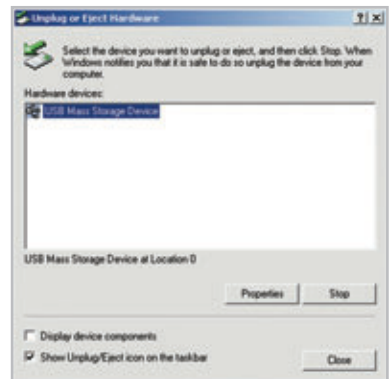 Unplug or Eject Hardware
Select the device you want to unplug or eject, and then click Stop. When
Windows notifies you that it is safe to do so unplug the device from your
computer.
Hardware devices:
USB Mass Storage Device
USB Mass Storage Device at Location 0
Properties Stop
Display device components
Show Unplug/Eject icon on the taskbar
Close